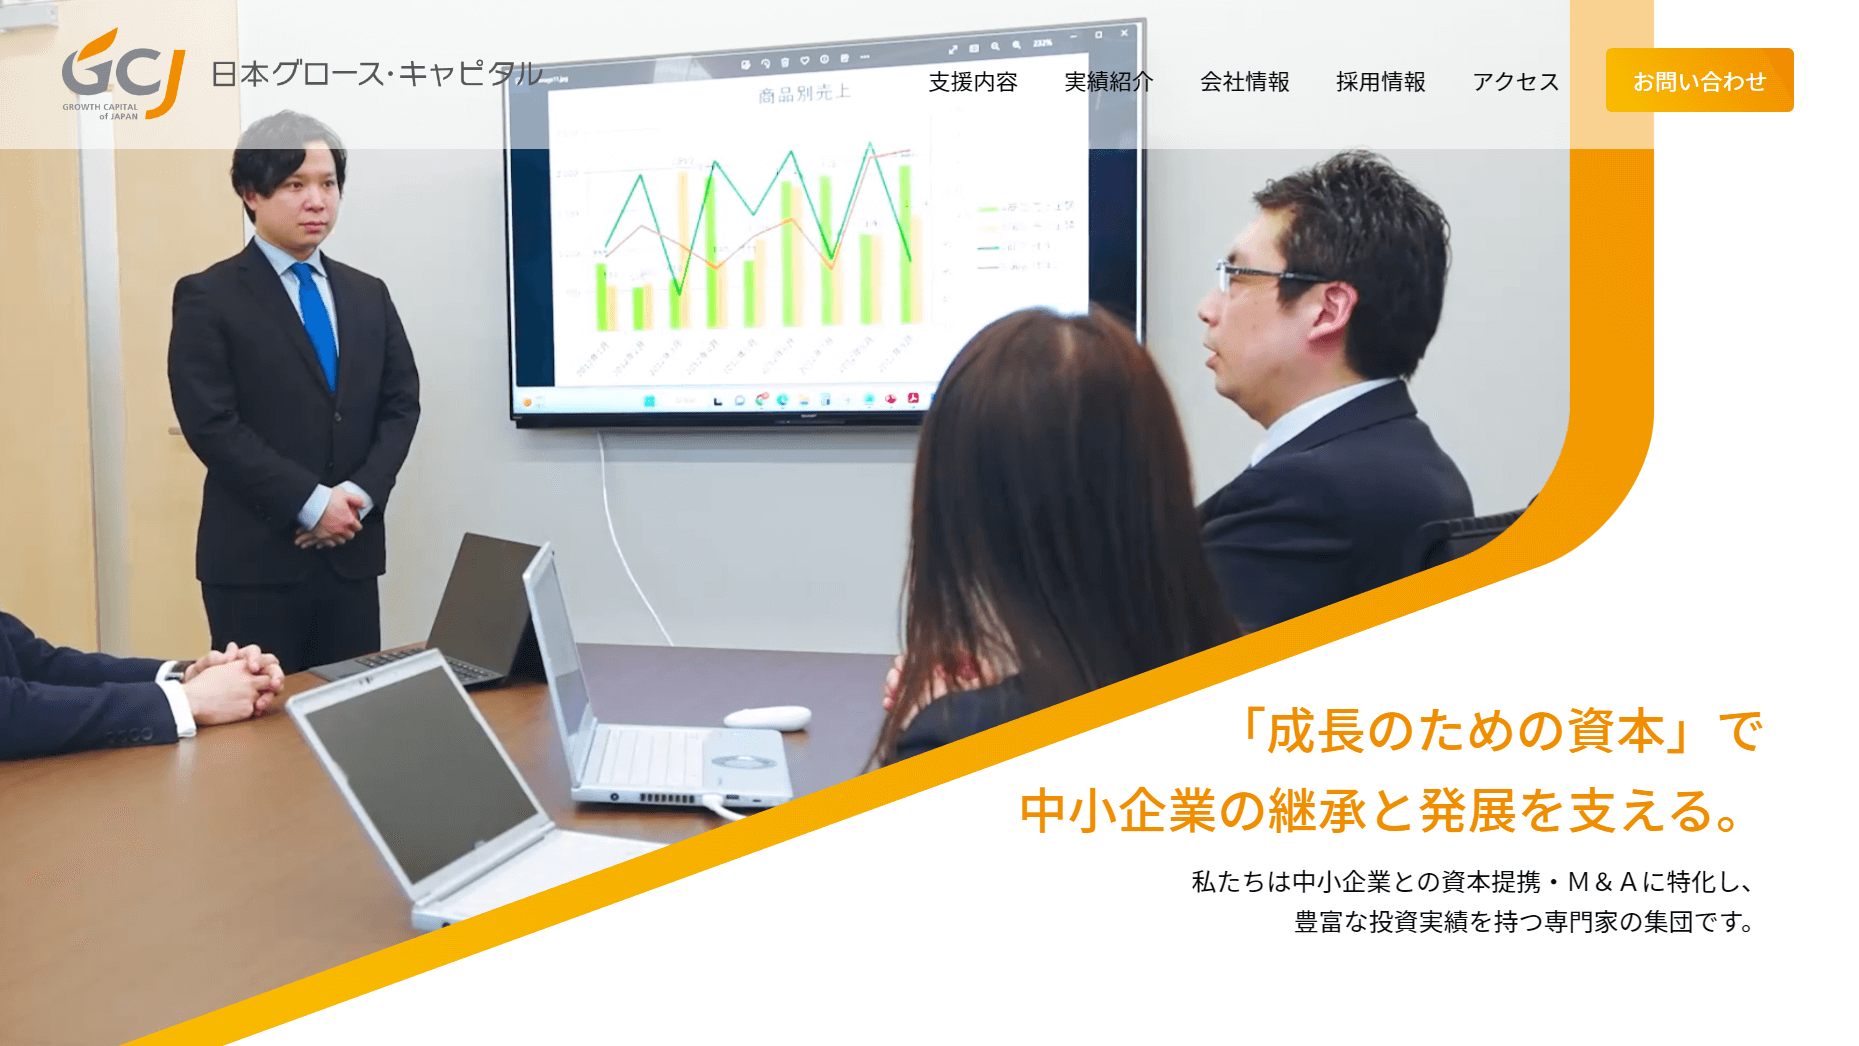 GCJ
GROWTH CAPITAL
of JAPAN
日本グロース・キャピタル
支援内容
実績紹介
会社情報
採用情報
アクセス
お問い合わせ
232%
商品別売上
「成長のための資本」で
中小企業の継承と発展を支える。
私たちは中小企業との資本提携・Ｍ＆Ａに特化し、
豊富な投資実績を持つ専門家の集団です。